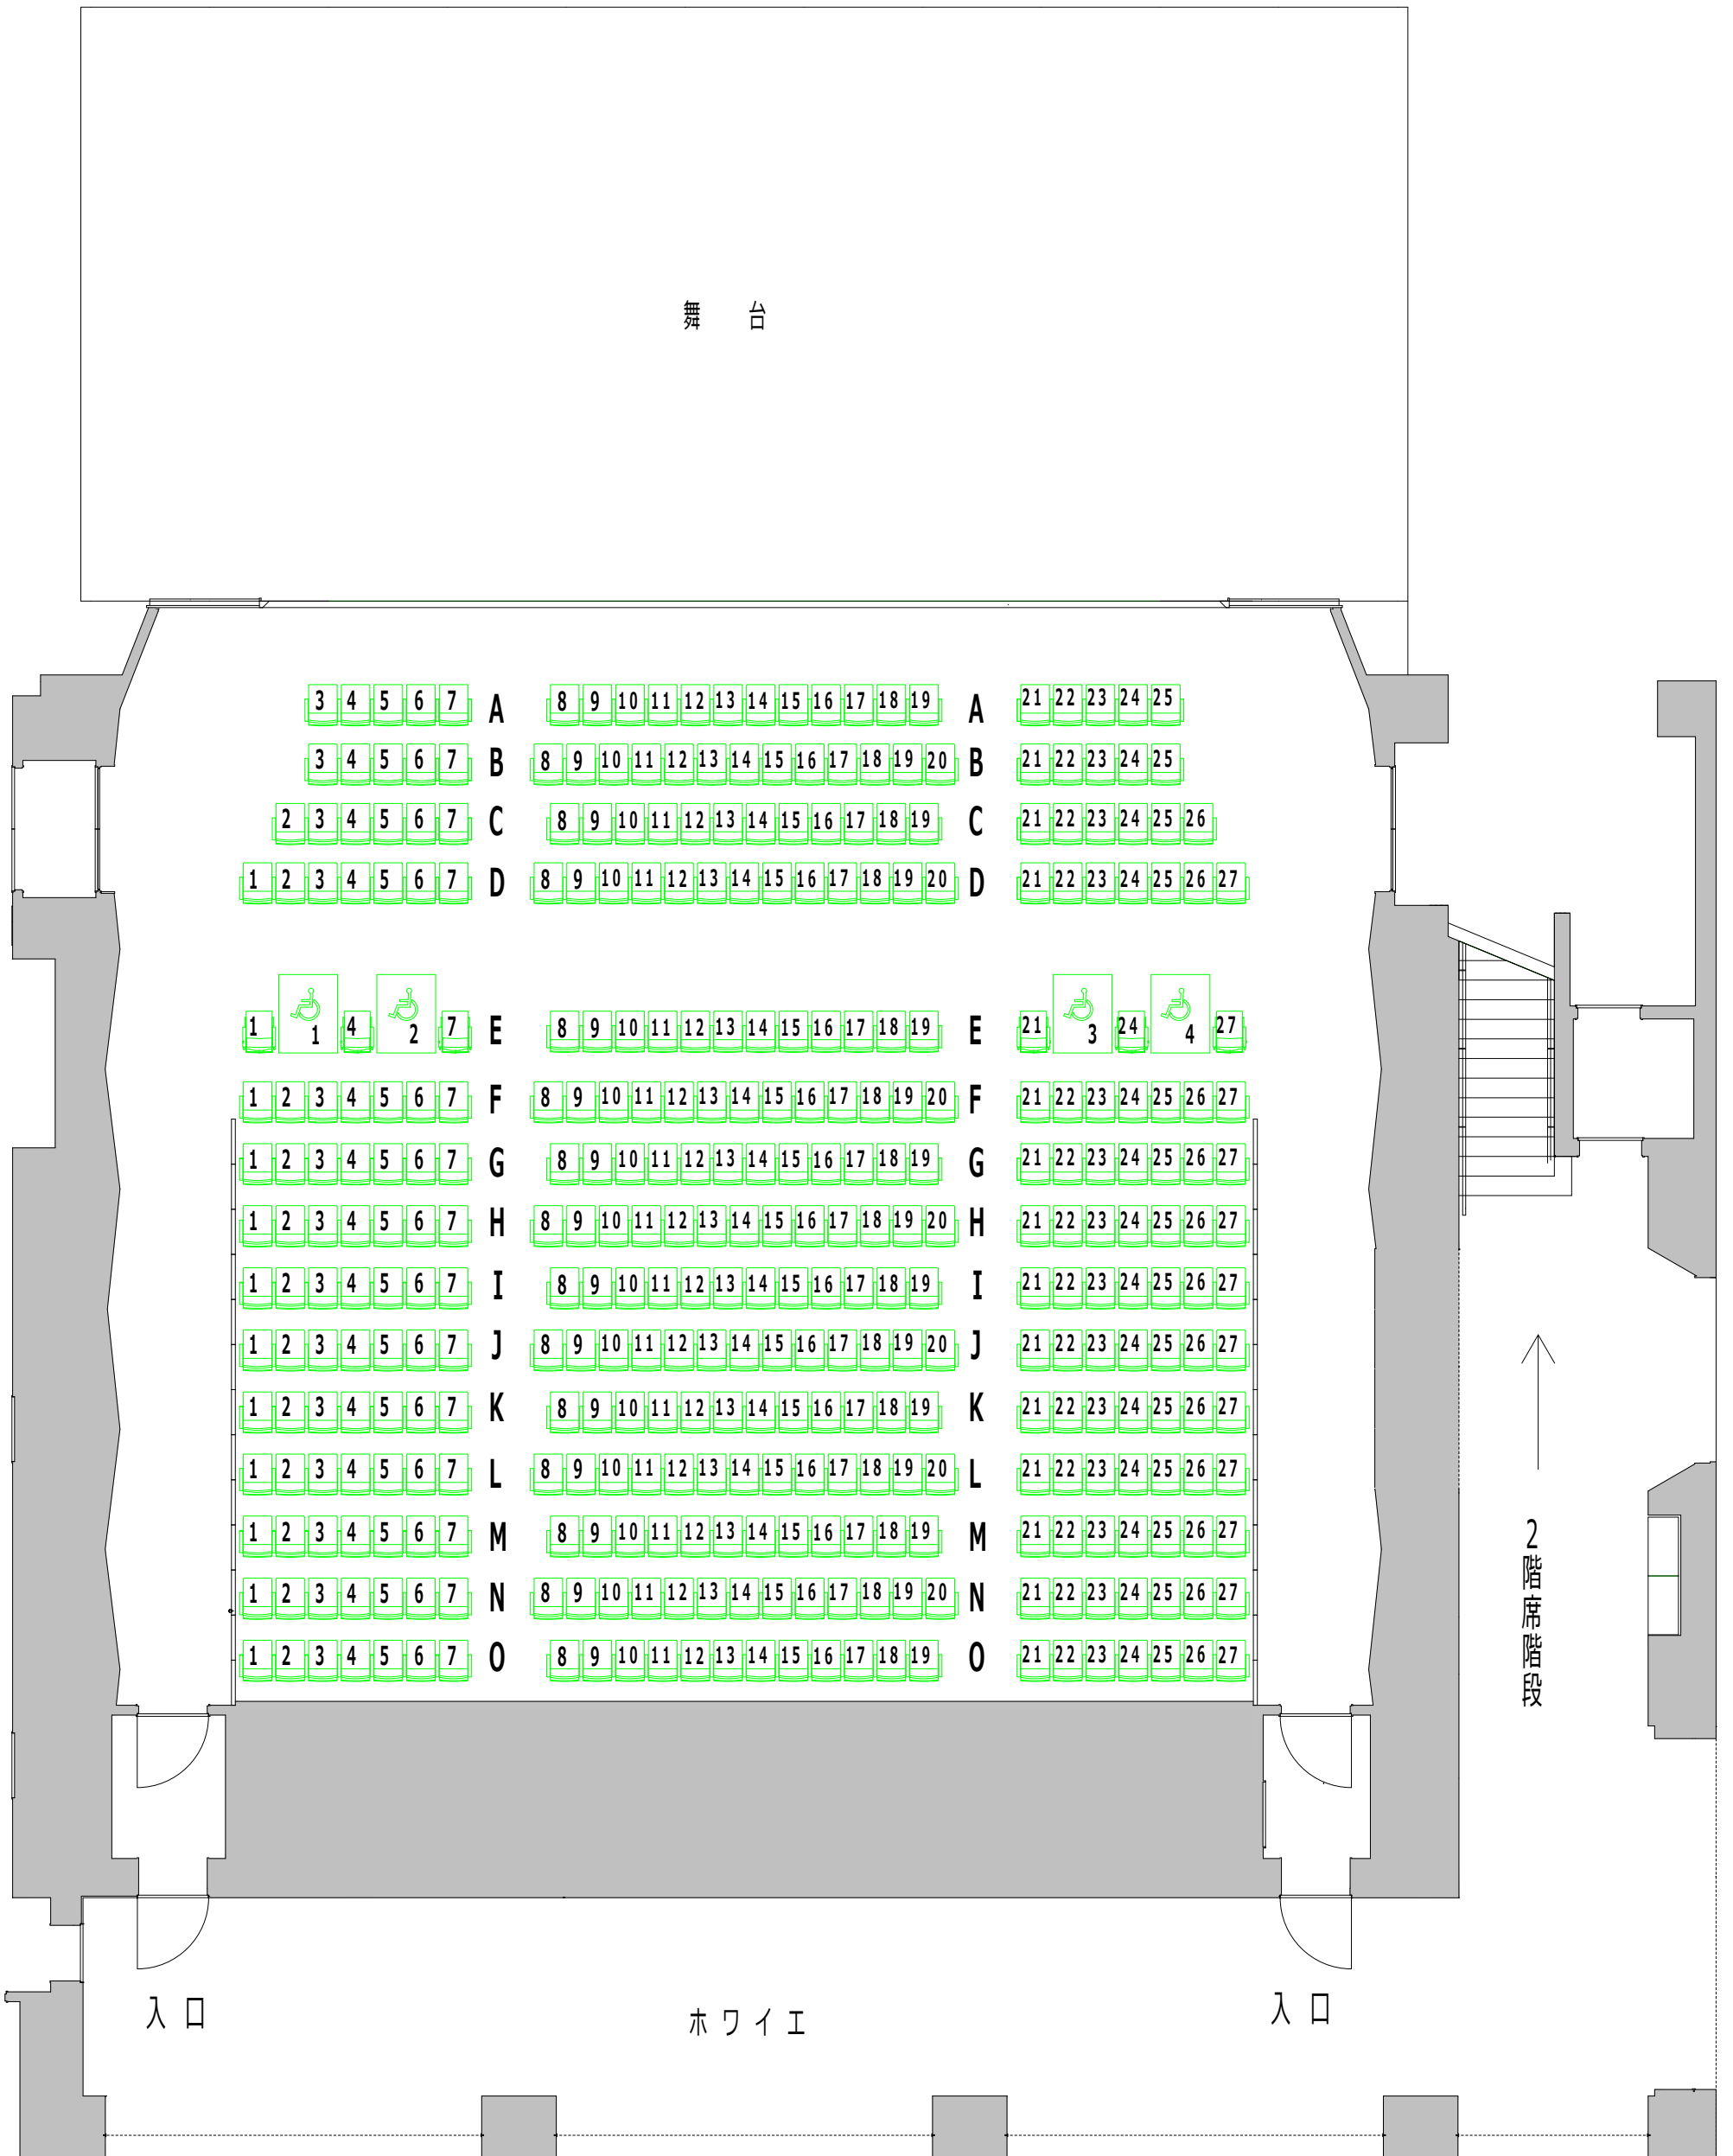 舞 台
3 4 5 6 7 A 8 9 10 11 12 13 14 15 16 17 18 19 A 21 22 23 24 25
3 4 5 6 7 B 8 9 10 11 12 13 14 15 16 17 18 19 20 B 21 22 23 24 25
2 3 4 5 6 7 C 8 9 10 11 12 13 14 15 16 17 18 19 C 21 22 23 24 25 26
1 2 3 4 5 6 7 D 8 9 10 11 12 13 14 15 16 17 18 19 20 D 21 22 23 24 25 26 27
1 1 4 2 7 E 8 9 10 11 12 13 14 15 16 17 18 19 E 21 3 24 4 27
1 2 3 4 5 6 7 F 8 9 10 11 12 13 14 15 16 17 18 19 20 F 21 22 23 24 25 26 27
1 2 3 4 5 6 7 G 8 9 10 11 12 13 14 15 16 17 18 19 G 21 22 23 24 25 26 27
1 2 3 4 5 6 7 H 8 9 10 11 12 13 14 15 16 17 18 19 20 H 21 22 23 24 25 26 27
1 2 3 4 5 6 7 I 8 9 10 11 12 13 14 15 16 17 18 19 I 21 22 23 24 25 26 27
1 2 3 4 5 6 7 J 8 9 10 11 12 13 14 15 16 17 18 19 20 J 21 22 23 24 25 26 27
1 2 3 4 5 6 7 K 8 9 10 11 12 13 14 15 16 17 18 19 K 21 22 23 24 25 26 27
1 2 3 4 5 6 7 L 8 9 10 11 12 13 14 15 16 17 18 19 20 L 21 22 23 24 25 26 27
1 2 3 4 5 6 7 M 8 9 10 11 12 13 14 15 16 17 18 19 M 21 22 23 24 25 26 27
1 2 3 4 5 6 7 N 8 9 10 11 12 13 14 15 16 17 18 19 20 N 21 22 23 24 25 26 27
1 2 3 4 5 6 7 O 8 9 10 11 12 13 14 15 16 17 18 19 O 21 22 23 24 25 26 27
2階席階段
入口
ホワイエ
入口